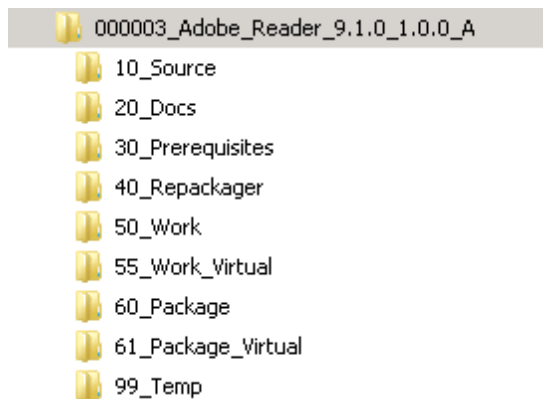 000003_Adobe_Reader_9.1.0_1.0.0_A
10_Source
20_Docs
30_Prerequisites
40_Repackager
50_Work
55_Work_Virtual
60_Package
61_Package_Virtual
99_Temp